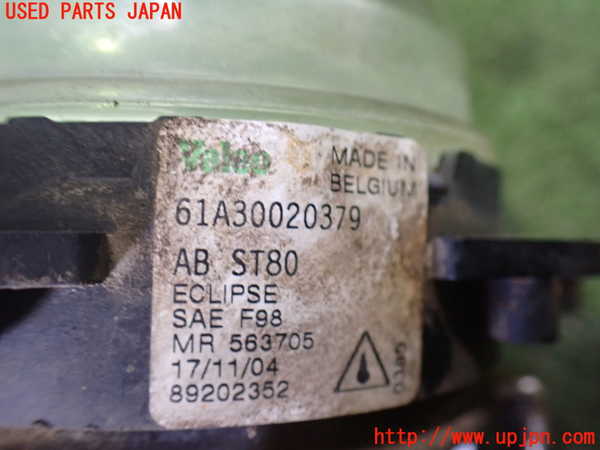 USED PARTS JAPAN
Valeo
MADE IN
BELGIUM
61A30020379
AB ST80
ECLIPSE
SAE F98
MR 563705
17/11/04
89202352
http://www.upjpn.com/